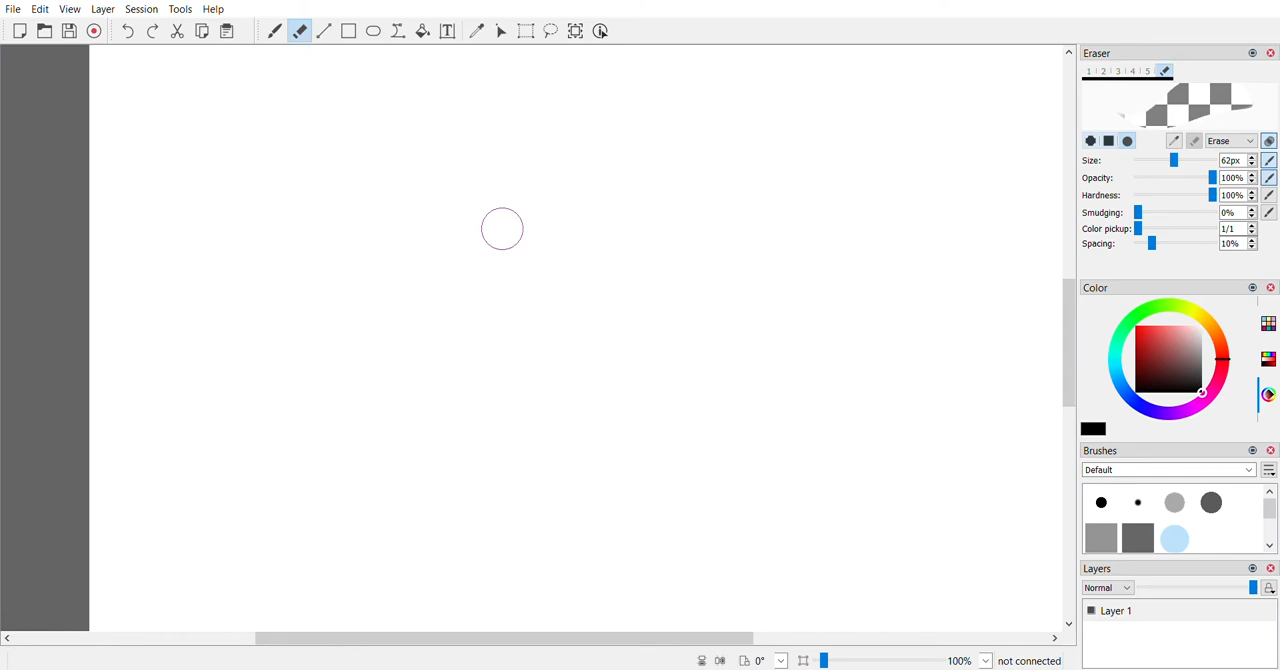 File Edit View Layer Session Tools Help
Eraser
1 2 3 4 5
Erase
Size: 62px
Opacity: 100%
Hardness: 100%
Smudging: 0%
Color pickup: 1/1
Spacing: 10%
Color
Brushes
Default
Layers
Normal
Layer 1
0° 100% not connected